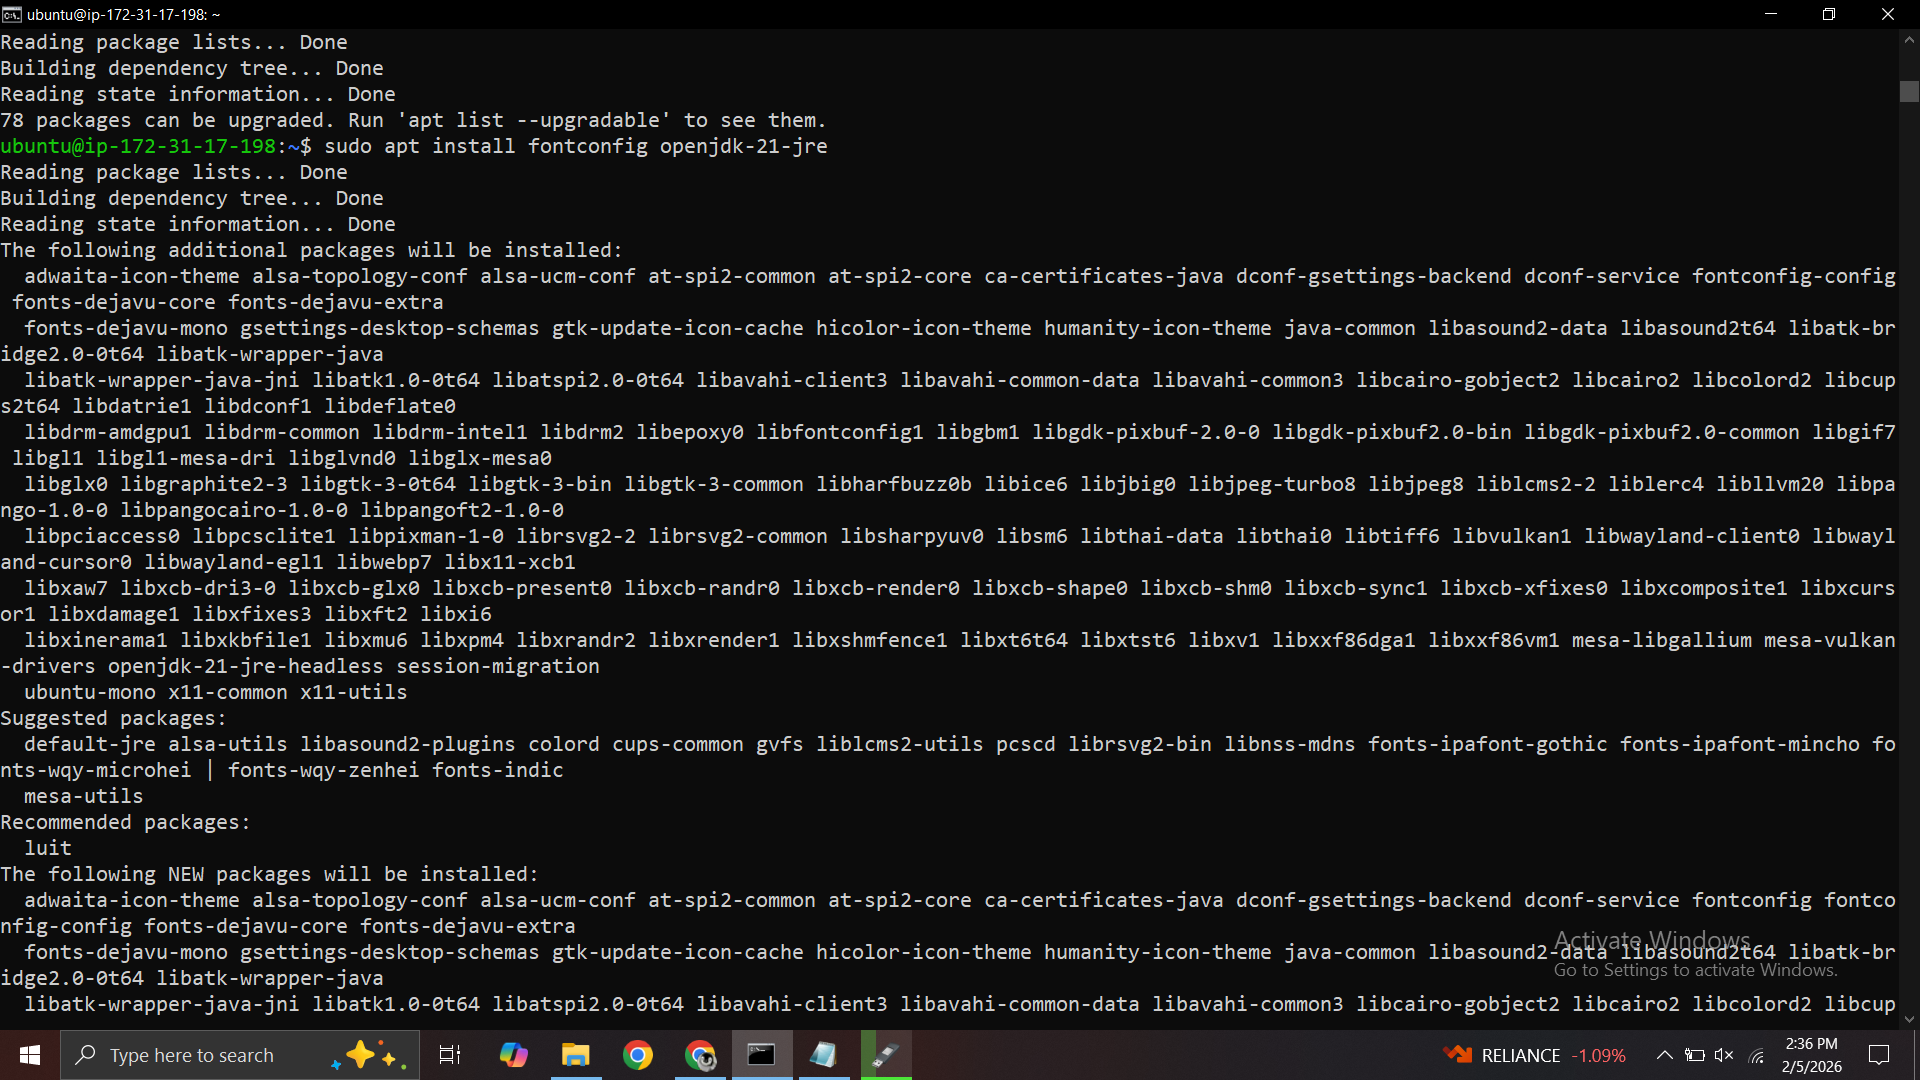 ubuntu@ip-172-31-17-198: ~
Reading package lists... Done
Building dependency tree... Done
Reading state information... Done
78 packages can be upgraded. Run 'apt list --upgradable' to see them.
ubuntu@ip-172-31-17-198:~$ sudo apt install fontconfig openjdk-21-jre
Reading package lists... Done
Building dependency tree... Done
Reading state information... Done
The following additional packages will be installed:
  adwaita-icon-theme alsa-topology-conf alsa-ucm-conf at-spi2-common at-spi2-core ca-certificates-java dconf-gsettings-backend dconf-service fontconfig-config
 fonts-dejavu-core fonts-dejavu-extra
  fonts-dejavu-mono gsettings-desktop-schemas gtk-update-icon-cache hicolor-icon-theme humanity-icon-theme java-common libasound2-data libasound2t64 libatk-br
idge2.0-0t64 libatk-wrapper-java
  libatk-wrapper-java-jni libatk1.0-0t64 libatspi2.0-0t64 libavahi-client3 libavahi-common-data libavahi-common3 libcairo-gobject2 libcairo2 libcolord2 libcup
s2t64 libdatrie1 libdconf1 libdeflate0
  libdrm-amdgpu1 libdrm-common libdrm-intel1 libdrm2 libepoxy0 libfontconfig1 libgbm1 libgdk-pixbuf-2.0-0 libgdk-pixbuf2.0-bin libgdk-pixbuf2.0-common libgif7
 libgl1 libgl1-mesa-dri libglvnd0 libglx-mesa0
  libglx0 libgraphite2-3 libgtk-3-0t64 libgtk-3-bin libgtk-3-common libharfbuzz0b libice6 libjbig0 libjpeg-turbo8 libjpeg8 liblcms2-2 liblerc4 libllvm20 libpa
ngo-1.0-0 libpangocairo-1.0-0 libpangoft2-1.0-0
  libpciaccess0 libpcsclite1 libpixman-1-0 librsvg2-2 librsvg2-common libsharpyuv0 libsm6 libthai-data libthai0 libtiff6 libvulkan1 libwayland-client0 libwayl
and-cursor0 libwayland-egl1 libwebp7 libx11-xcb1
  libxaw7 libxcb-dri3-0 libxcb-glx0 libxcb-present0 libxcb-randr0 libxcb-render0 libxcb-shape0 libxcb-shm0 libxcb-sync1 libxcb-xfixes0 libxcomposite1 libxcurs
or1 libxdamage1 libxfixes3 libxft2 libxi6
  libxinerama1 libxkbfile1 libxmu6 libxpm4 libxrandr2 libxrender1 libxshmfence1 libxt6t64 libxtst6 libxv1 libxxf86dga1 libxxf86vm1 mesa-libgallium mesa-vulkan
-drivers openjdk-21-jre-headless session-migration
  ubuntu-mono x11-common x11-utils
Suggested packages:
  default-jre alsa-utils libasound2-plugins colord cups-common gvfs liblcms2-utils pcscd librsvg2-bin libnss-mdns fonts-ipafont-gothic fonts-ipafont-mincho fo
nts-wqy-microhei | fonts-wqy-zenhei fonts-indic
  mesa-utils
Recommended packages:
  luit
The following NEW packages will be installed:
  adwaita-icon-theme alsa-topology-conf alsa-ucm-conf at-spi2-common at-spi2-core ca-certificates-java dconf-gsettings-backend dconf-service fontconfig fontco
nfig-config fonts-dejavu-core fonts-dejavu-extra
  fonts-dejavu-mono gsettings-desktop-schemas gtk-update-icon-cache hicolor-icon-theme humanity-icon-theme java-common libasound2-data libasound2t64 libatk-br
idge2.0-0t64 libatk-wrapper-java
  libatk-wrapper-java-jni libatk1.0-0t64 libatspi2.0-0t64 libavahi-client3 libavahi-common-data libavahi-common3 libcairo-gobject2 libcairo2 libcolord2 libcup
Activate Windows
Go to Settings to activate Windows.
Type here to search
RELIANCE -1.09%
2:36 PM
2/5/2026